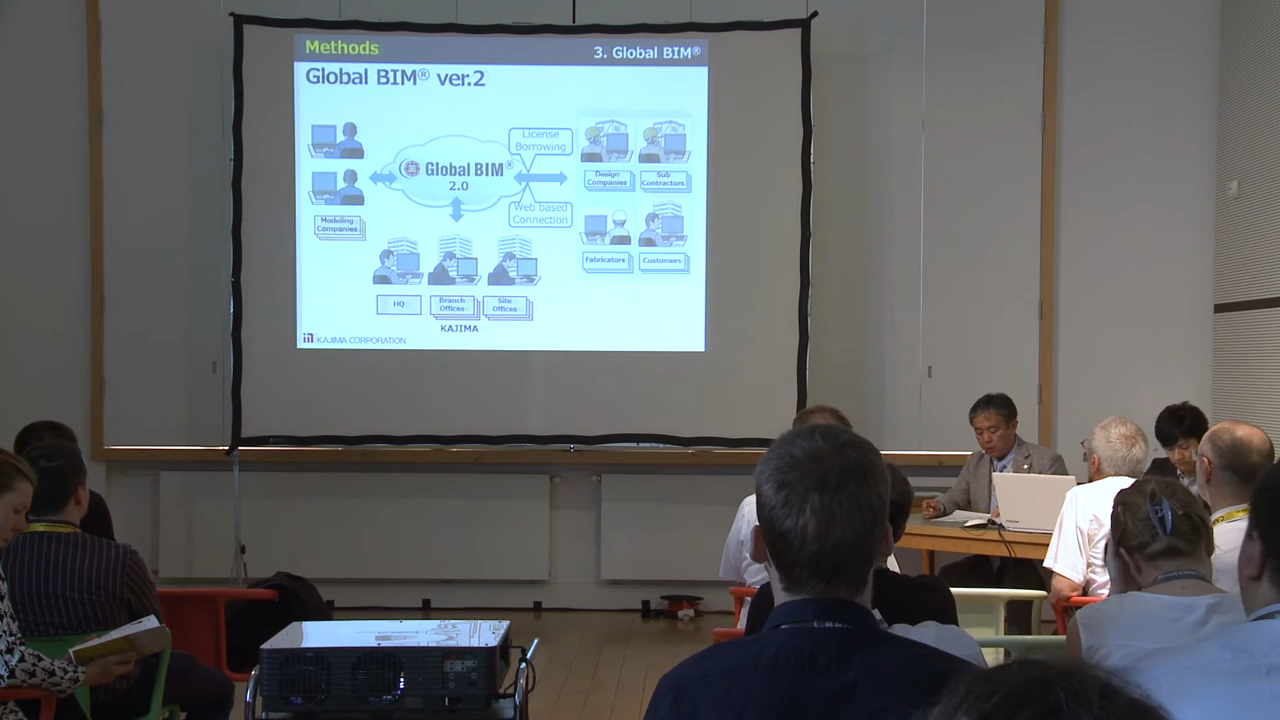 Methods
3. Global BIM®
Global BIM® ver.2
License
Borrowing
Global BIM®
2.0
Web based
Connection
Design
Companies
Sub
Contractors
Modeling
Companies
Fabricators
Customers
HQ
Branch
Offices
Site
Offices
KAJIMA
KAJIMA CORPORATION